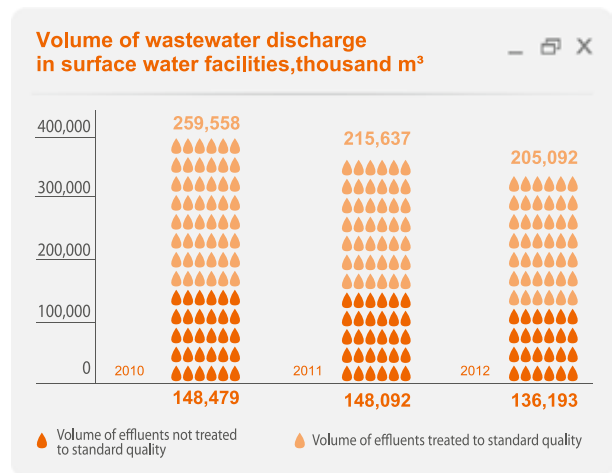 Volume of wastewater discharge
in surface water facilities,thousand m³
400,000
300,000
200,000
100,000
0
259,558
215,637
205,092
2010
2011
2012
148,479
148,092
136,193
Volume of effluents not treated
to standard quality
Volume of effluents treated to standard quality